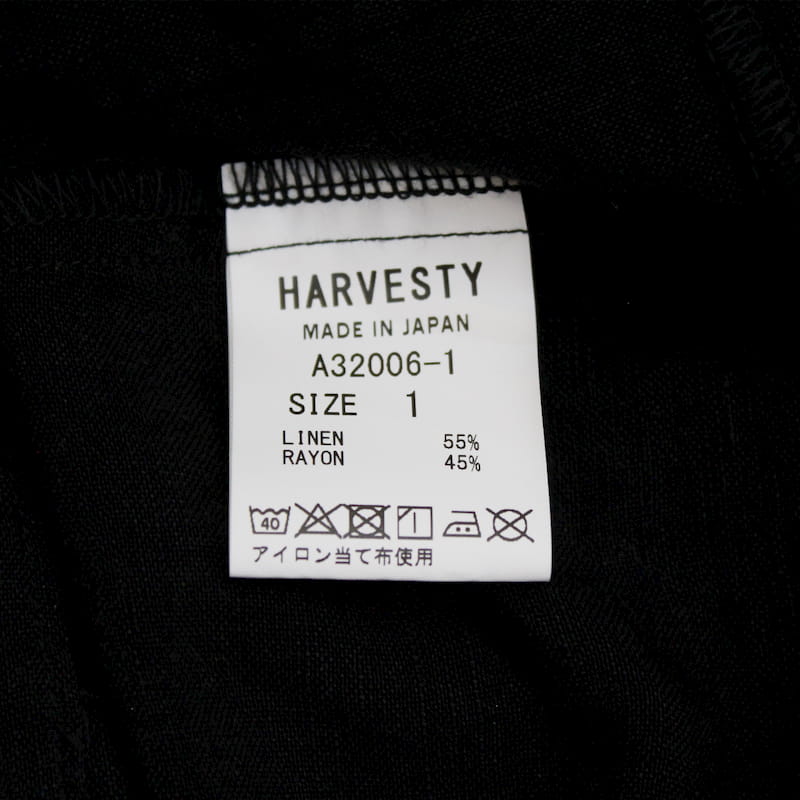 HARVESTY
MADE IN JAPAN
A32006-1
SIZE 1
LINEN 55%
RAYON 45%
40
アイロン当て布使用